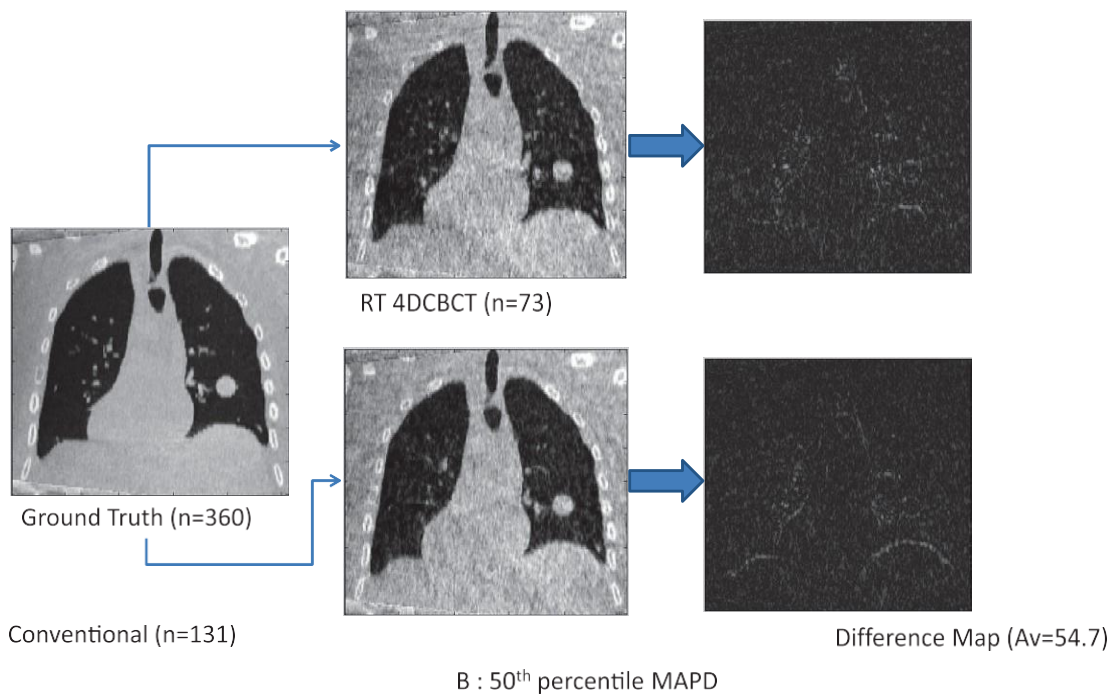 RT 4DCBCT (n=73)
Ground Truth (n=360)
Conventional (n=131)
Difference Map (Av=54.7)
B : 50th percentile MAPD